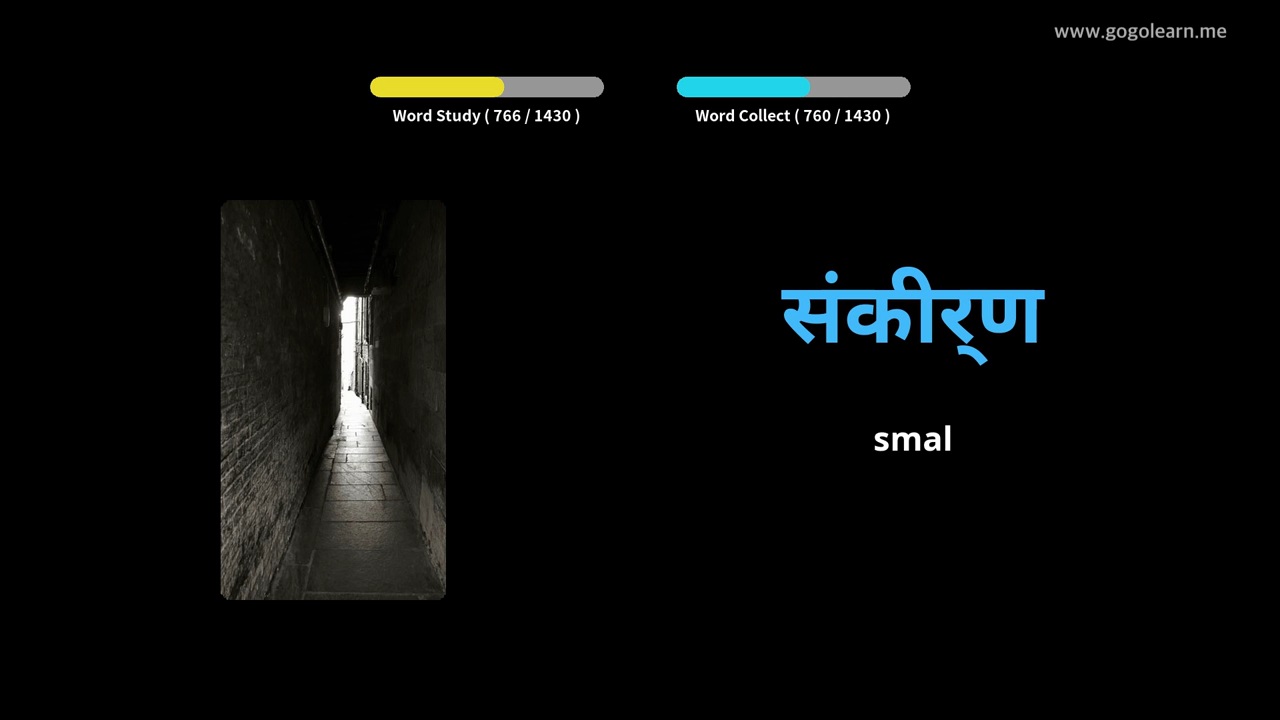 www.gogolearn.me
Word Study ( 766 / 1430 )
Word Collect ( 760 / 1430 )
संकीर्‌ण
smal